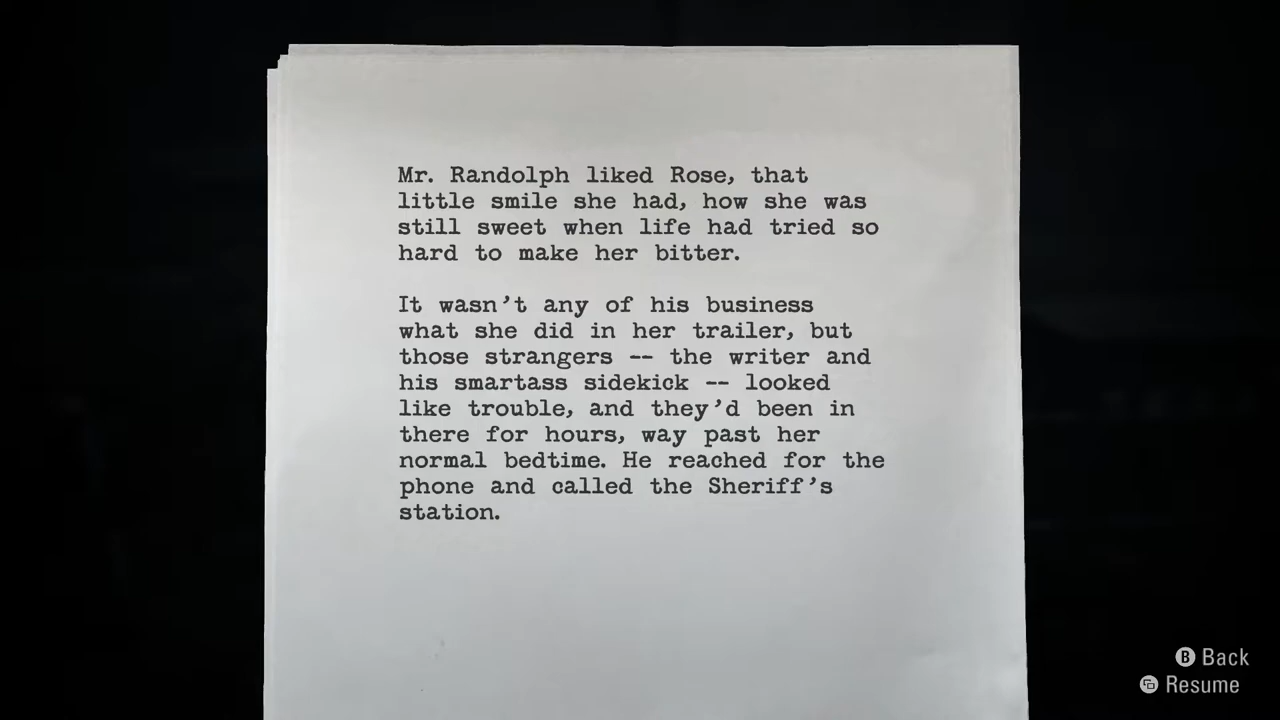 Mr. Randolph liked Rose, that
little smile she had, how she was
still sweet when life had tried so
hard to make her bitter.
It wasn't any of his business
what she did in her trailer, but
those strangers -- the writer and
his smartass sidekick -- looked
like trouble, and they'd been in
there for hours, way past her
normal bedtime. He reached for the
phone and called the Sheriff's
station.
B Back
Resume